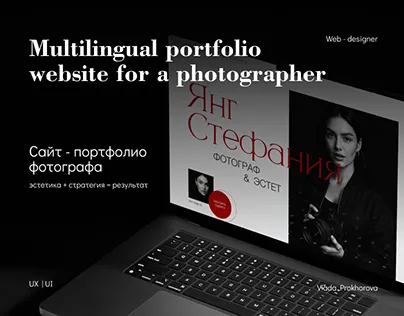 Multilingual portfolio
website for a photographer
Web - designer
Янг
Стефания
ФОТОГРАФ
& ЭСТЕТ
Сайт - портфолио
фотографа
эстетика + стратегия = результат
UX | UI
Vlada_Prokhorova